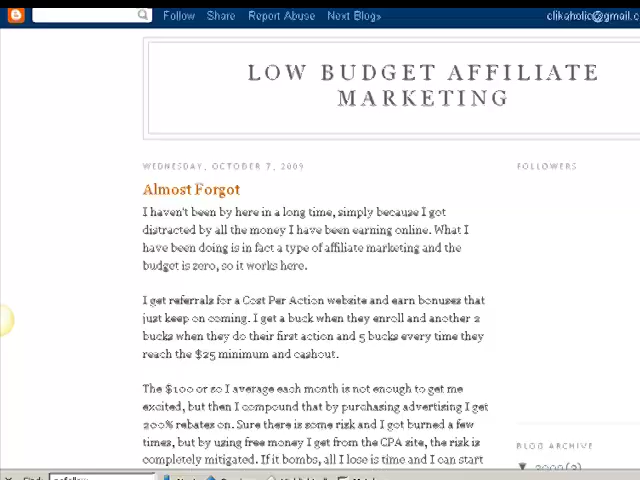 Follow Share Report Abuse Next Blog» clikaholic@gmail.c
LOW BUDGET AFFILIATE
MARKETING
WEDNESDAY, OCTOBER 7, 2009
FOLLOWERS
Almost Forgot
I haven't been by here in a long time, simply because I got
distracted by all the money I have been earning online. What I
have been doing is in fact a type of affiliate marketing and the
budget is zero, so it works here.
I get referrals for a Cost Per Action website and earn bonuses that
just keep on coming. I get a buck when they enroll and another 2
bucks when they do their first action and 5 bucks every time they
reach the $25 minimum and cashout.
The $100 or so I average each month is not enough to get me
excited, but then I compound that by purchasing advertising I get
200% rebates on. Sure there is some risk and I got burned a few
times, but by using free money I get from the CPA site, the risk is
completely mitigated. If it bombs, all I lose is time and I can start
BLOG ARCHIVE
▼ 2009